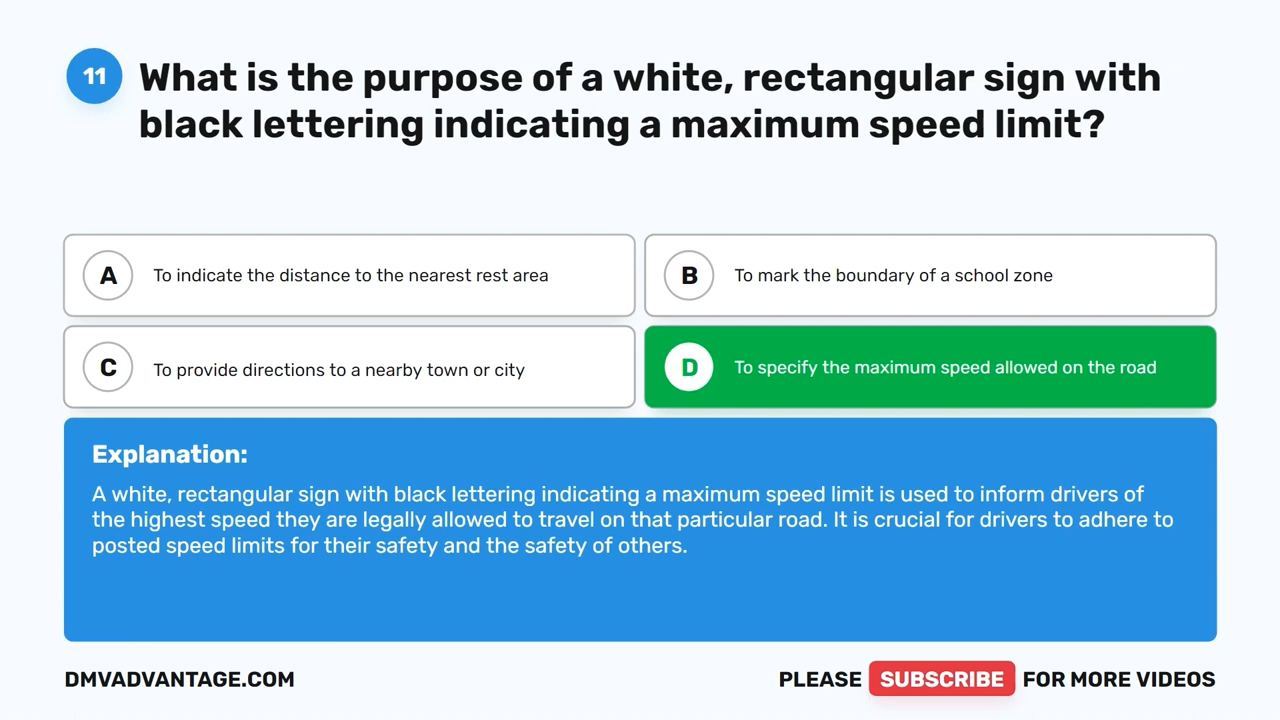 11
What is the purpose of a white, rectangular sign with
black lettering indicating a maximum speed limit?
A To indicate the distance to the nearest rest area
B To mark the boundary of a school zone
C To provide directions to a nearby town or city
D To specify the maximum speed allowed on the road
Explanation:
A white, rectangular sign with black lettering indicating a maximum speed limit is used to inform drivers of
the highest speed they are legally allowed to travel on that particular road. It is crucial for drivers to adhere to
posted speed limits for their safety and the safety of others.
DMVADVANTAGE.COM
PLEASE SUBSCRIBE FOR MORE VIDEOS